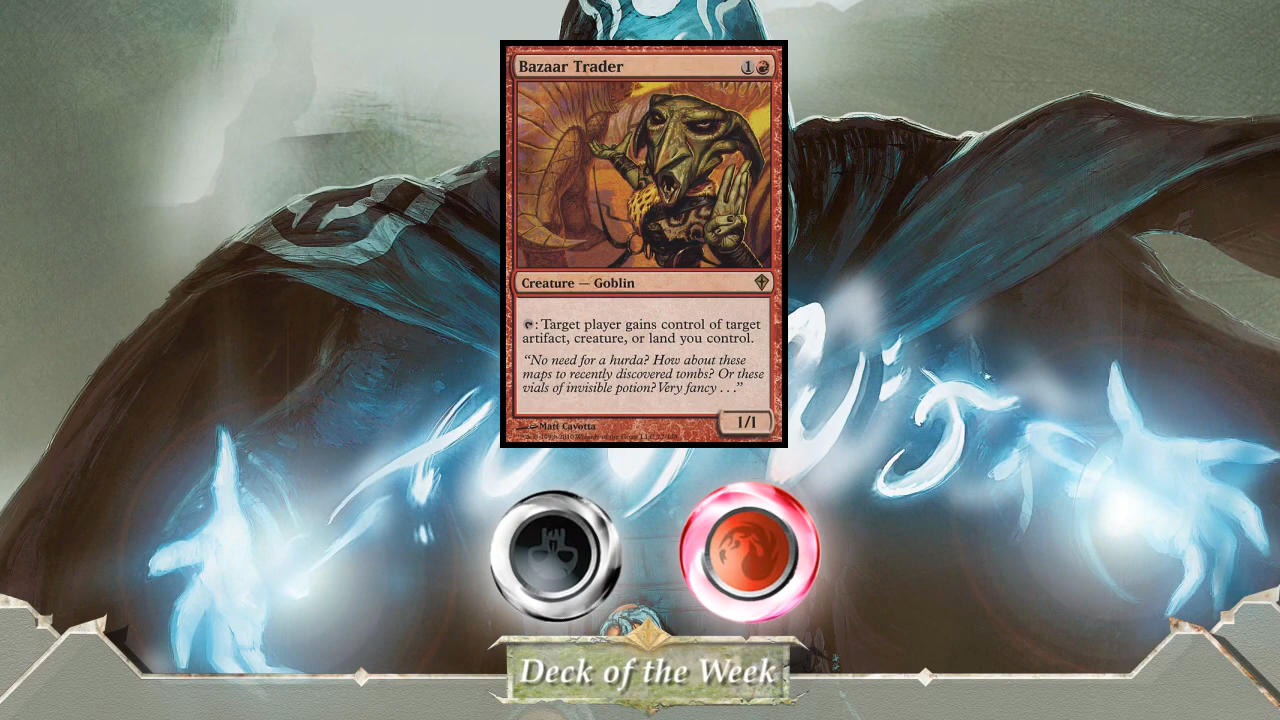 Bazaar Trader 1
Creature — Goblin
: Target player gains control of target
artifact, creature, or land you control.
"No need for a hurda? How about these
maps to recently discovered tombs? Or these
vials of invisible potion? Very fancy . . ."
1/1
Matt Cavotta
Deck of the Week